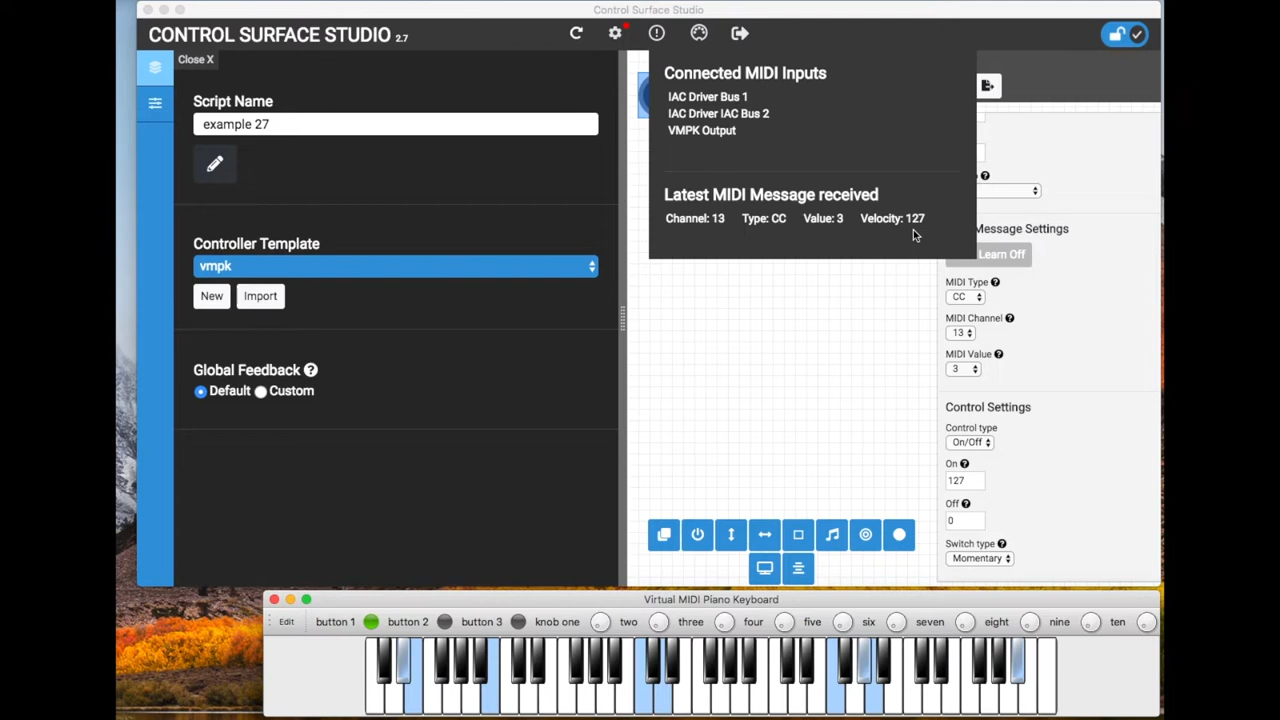 Control Surface Studio
CONTROL SURFACE STUDIO 2.7
Close X
Script Name
example 27
Controller Template
vmpk
New Import
Global Feedback ?
Default Custom
Connected MIDI Inputs
IAC Driver Bus 1
IAC Driver IAC Bus 2
VMPK Output
Latest MIDI Message received
Channel: 13 Type: CC Value: 3 Velocity: 127
Message Settings
Learn Off
MIDI Type ?
CC
MIDI Channel ?
13
MIDI Value ?
3
Control Settings
Control type
On/Off
On ?
127
Off ?
0
Switch type ?
Momentary
Virtual MIDI Piano Keyboard
Edit button 1 button 2 button 3 knob one two three four five six seven eight nine ten